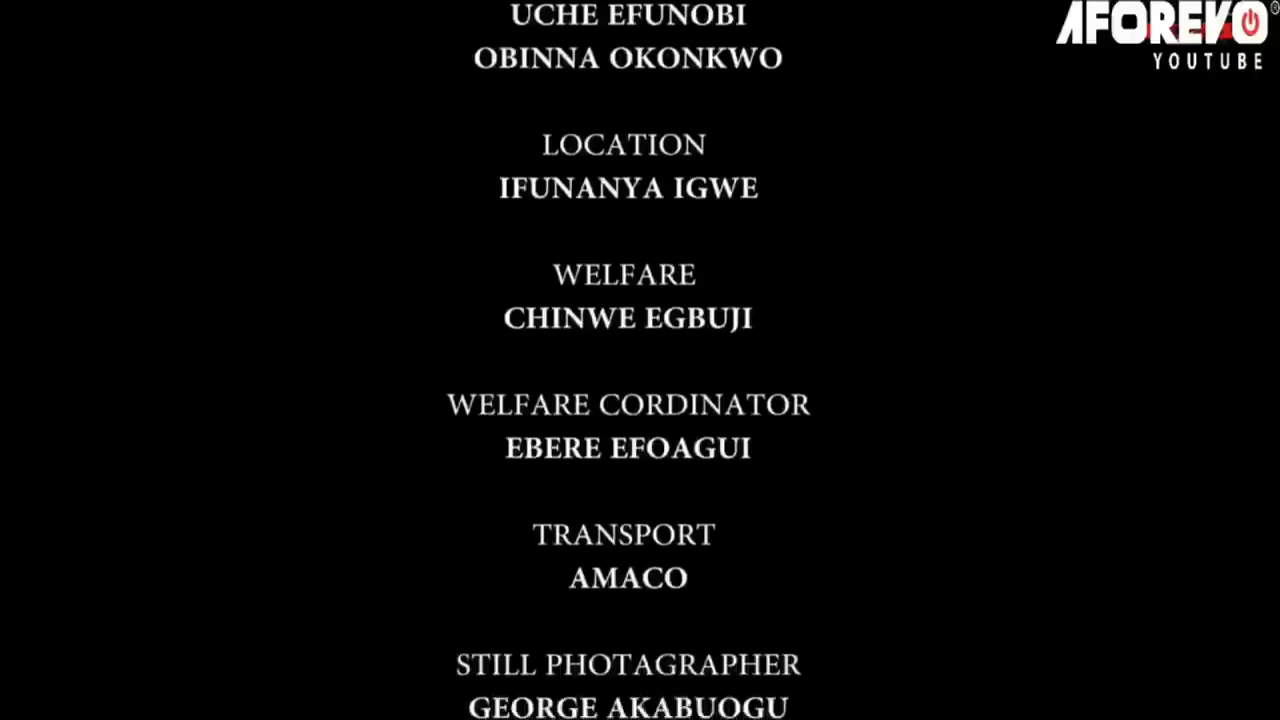 UCHE EFUNOBI
OBINNA OKONKWO
AFOREVO®
YOUTUBE
LOCATION
IFUNANYA IGWE
WELFARE
CHINWE EGBUJI
WELFARE CORDINATOR
EBERE EFOAGUI
TRANSPORT
AMACO
STILL PHOTAGRAPHER
GEORGE AKABUOGU